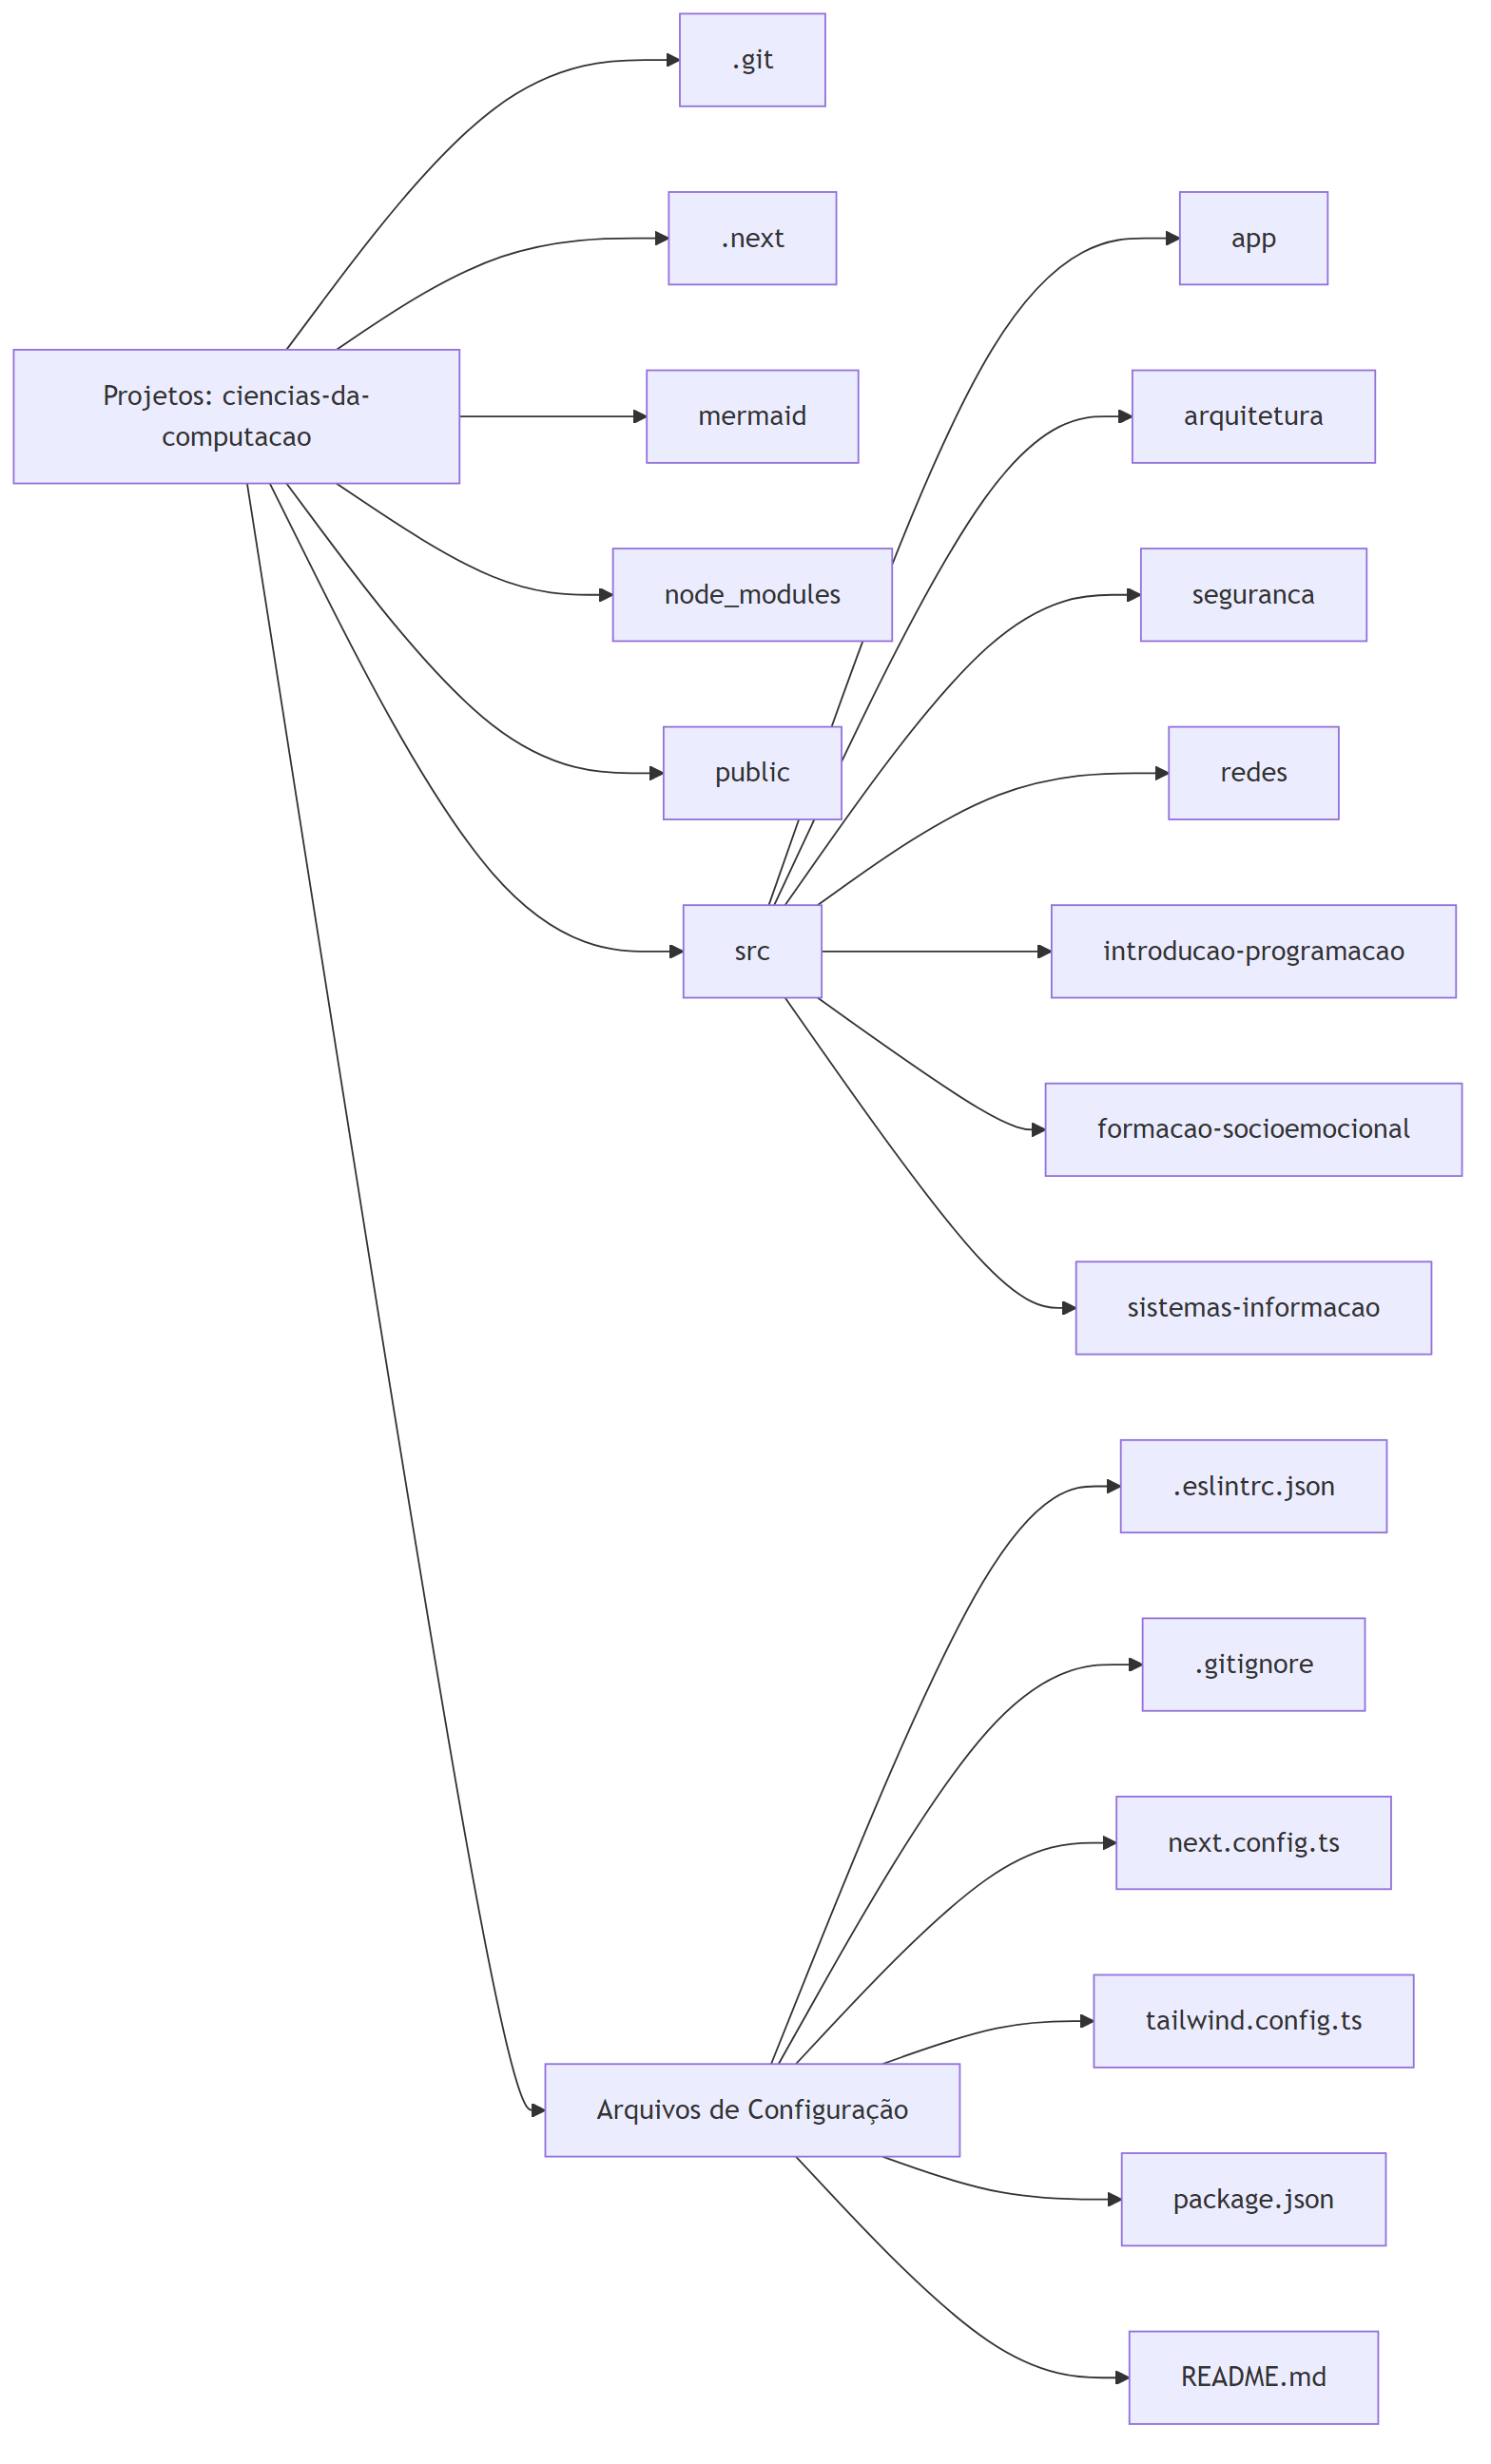 .git
.next
app
Projetos: ciencias-da-
computacao
mermaid
arquitetura
node_modules
seguranca
public
redes
src
introducao-programacao
formacao-socioemocional
sistemas-informacao
.eslintrc.json
.gitignore
next.config.ts
tailwind.config.ts
Arquivos de Configuração
package.json
README.md